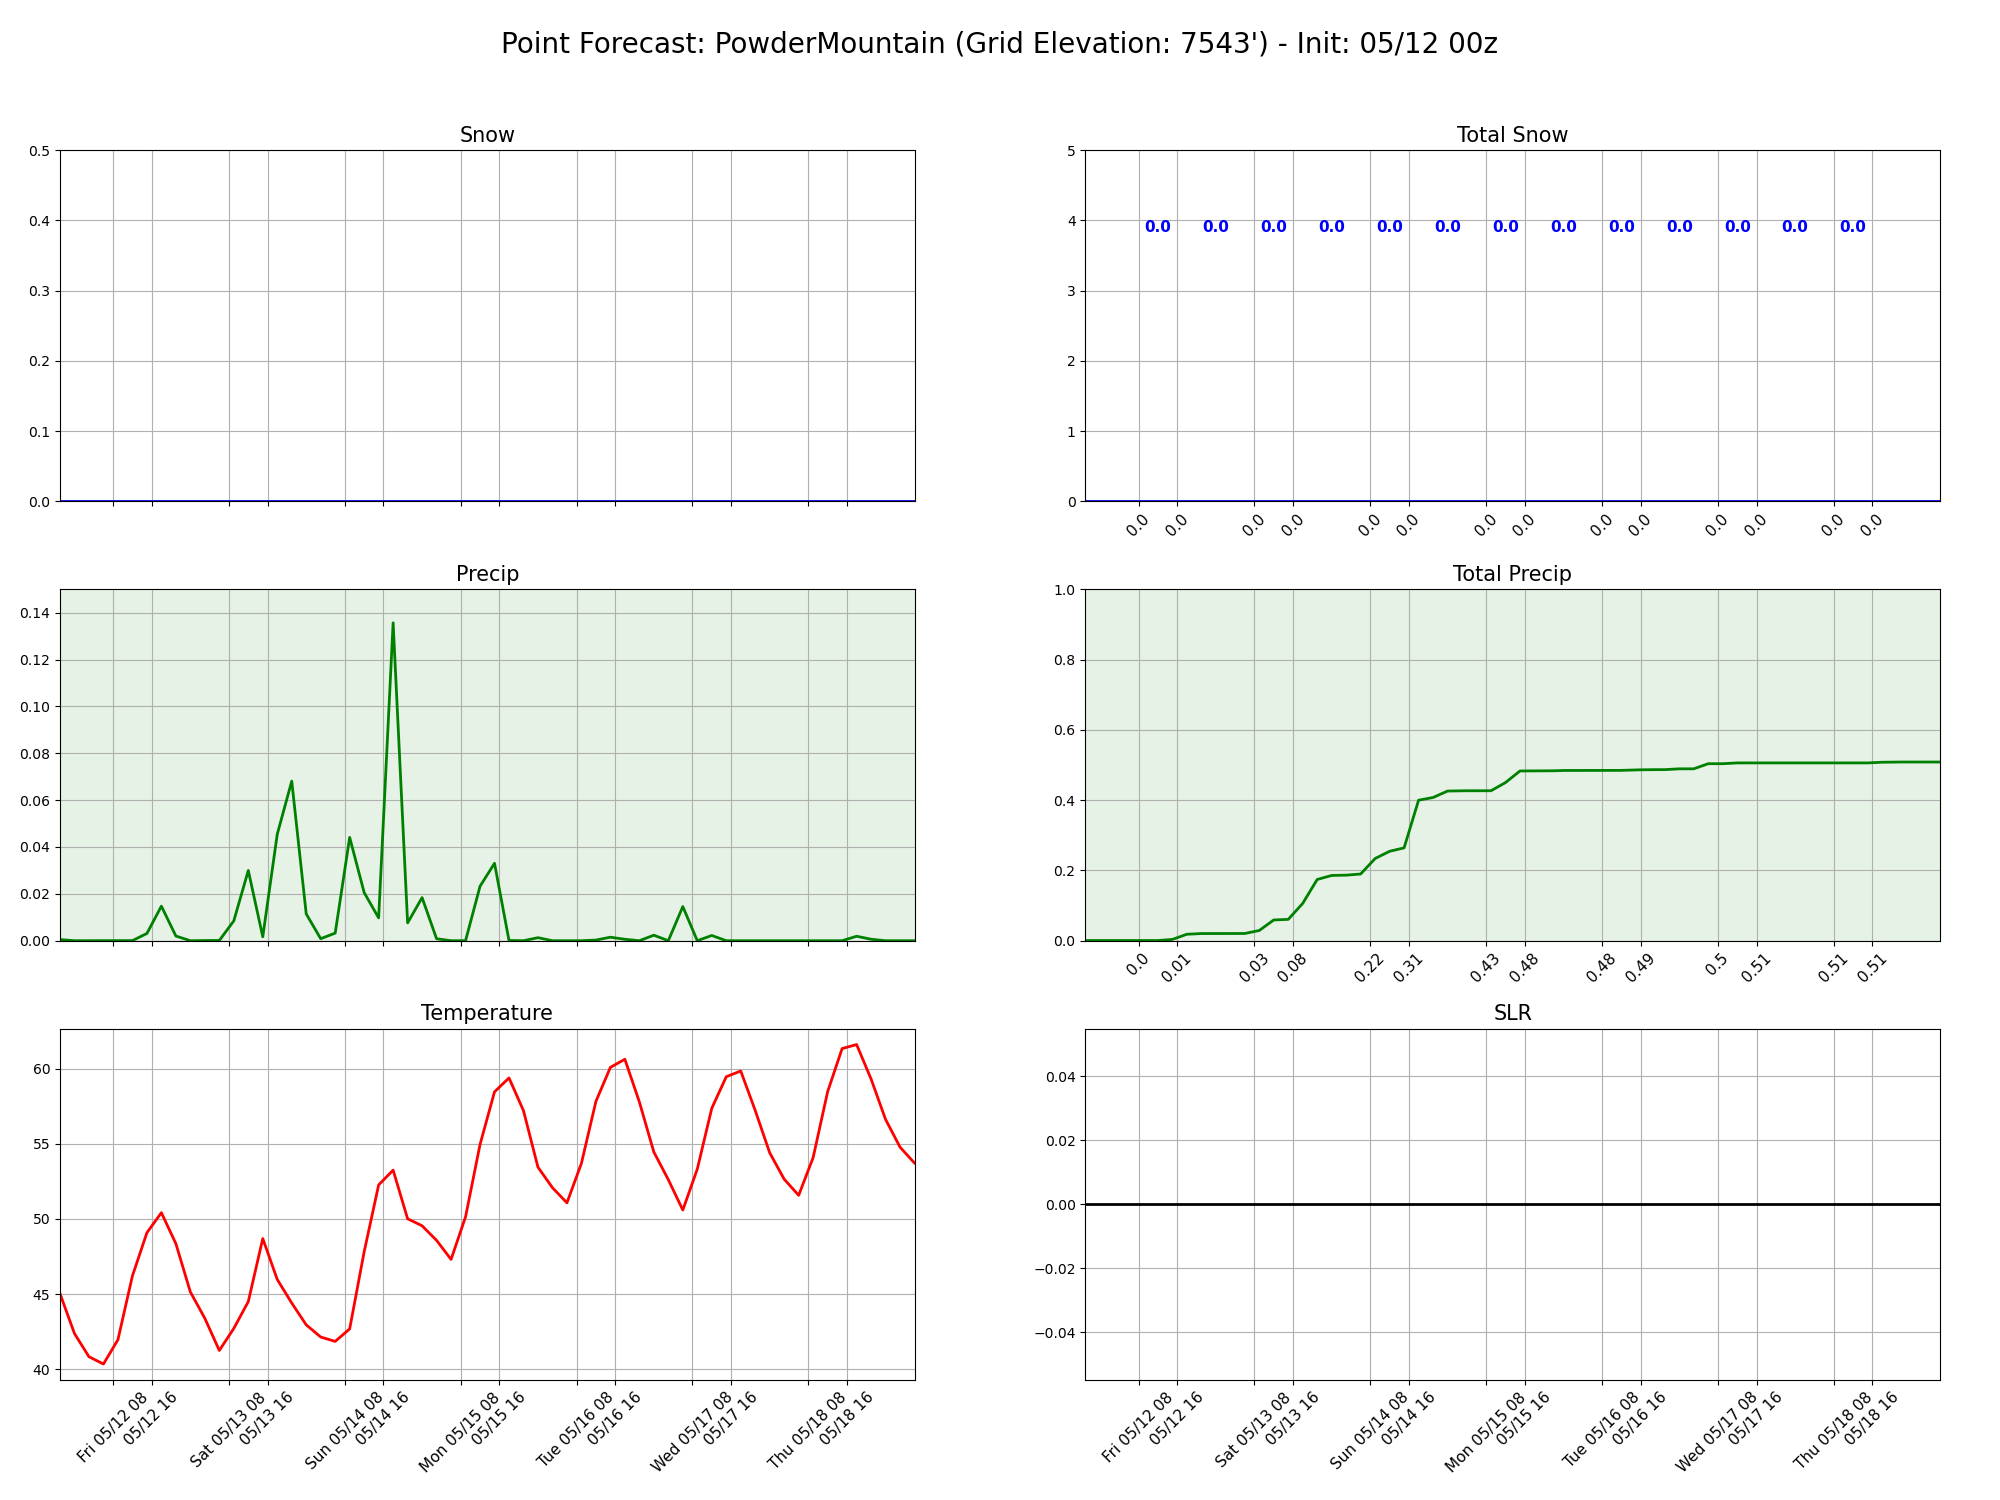 Point Forecast: PowderMountain (Grid Elevation: 7543') - Init: 05/12 00z
Snow
0.5
0.4
0.3
0.2
0.1
0.0
Total Snow
5
4
3
2
1
0
0.0 0.0 0.0 0.0 0.0 0.0 0.0 0.0 0.0 0.0 0.0 0.0 0.0
0.0 0.0 0.0 0.0 0.0 0.0 0.0 0.0 0.0 0.0 0.0 0.0 0.0 0.0
Precip
0.14
0.12
0.10
0.08
0.06
0.04
0.02
0.00
Total Precip
1.0
0.8
0.6
0.4
0.2
0.0
0.0 0.01 0.03 0.08 0.22 0.31 0.43 0.48 0.48 0.49 0.5 0.51 0.51 0.51
Temperature
60
55
50
45
40
Fri 05/12 08
05/12 16
Sat 05/13 08
05/13 16
Sun 05/14 08
05/14 16
Mon 05/15 08
05/15 16
Tue 05/16 08
05/16 16
Wed 05/17 08
05/17 16
Thu 05/18 08
05/18 16
SLR
0.04
0.02
0.00
−0.02
−0.04
Fri 05/12 08
05/12 16
Sat 05/13 08
05/13 16
Sun 05/14 08
05/14 16
Mon 05/15 08
05/15 16
Tue 05/16 08
05/16 16
Wed 05/17 08
05/17 16
Thu 05/18 08
05/18 16